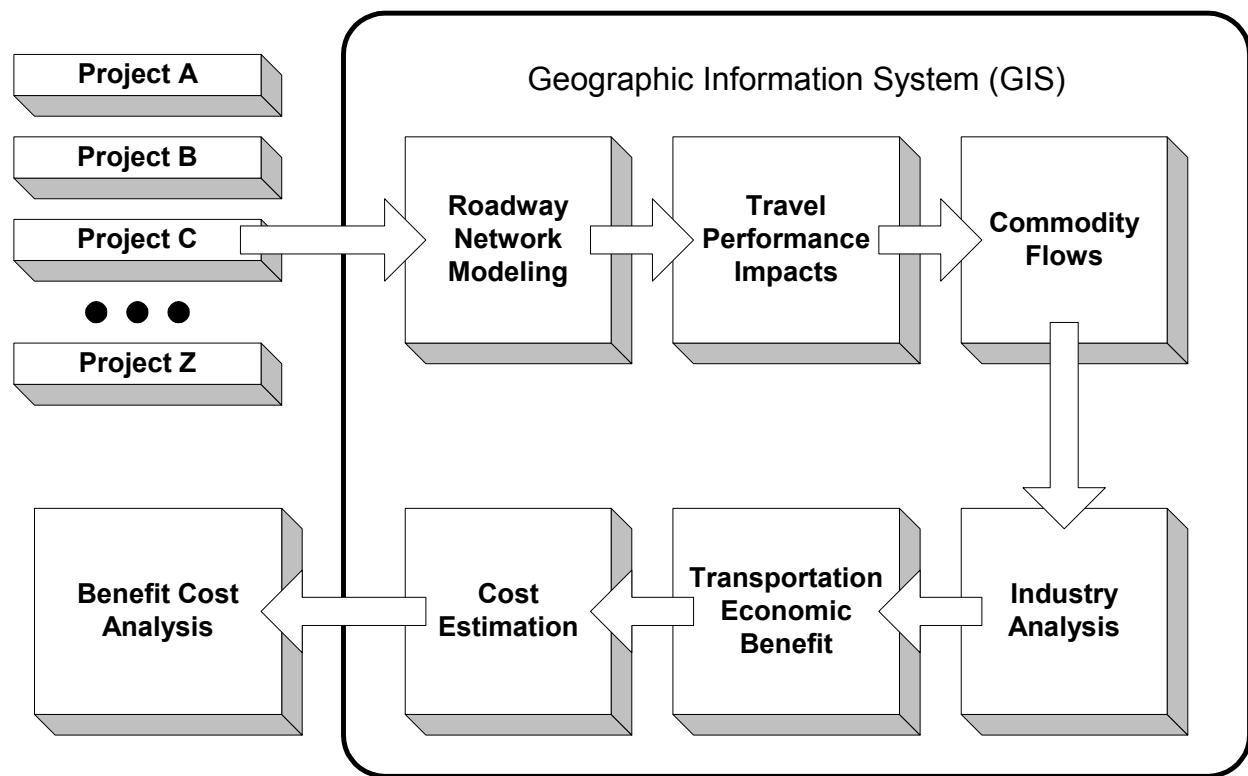 Project A
Project B
Project C
Project Z
Geographic Information System (GIS)
Roadway
Network
Modeling
Travel
Performance
Impacts
Commodity
Flows
Benefit Cost
Analysis
Cost
Estimation
Transportation
Economic
Benefit
Industry
Analysis